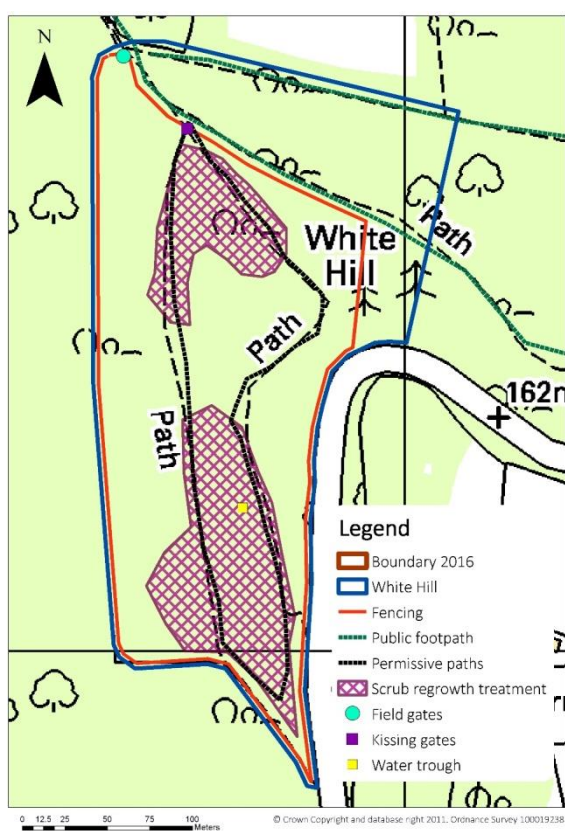 N
Path
White
Hill
Path
Path
162m
Legend
Boundary 2016
White Hill
Fencing
Public footpath
Permissive paths
Scrub regrowth treatment
Field gates
Kissing gates
Water trough
0 12.5 25 50 75 100
Meters
© Crown Copyright and database right 2011. Ordnance Survey 100019238